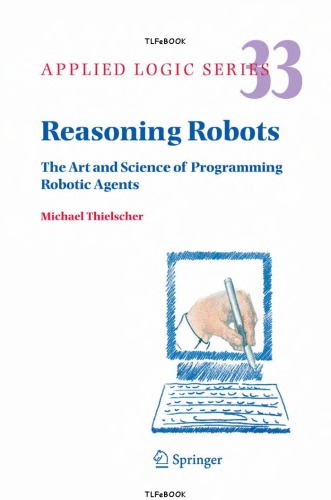 TLFeBOOK
APPLIED LOGIC SERIES 33
Reasoning Robots
The Art and Science of Programming
Robotic Agents
Michael Thielscher
Springer
TLFeBOOK